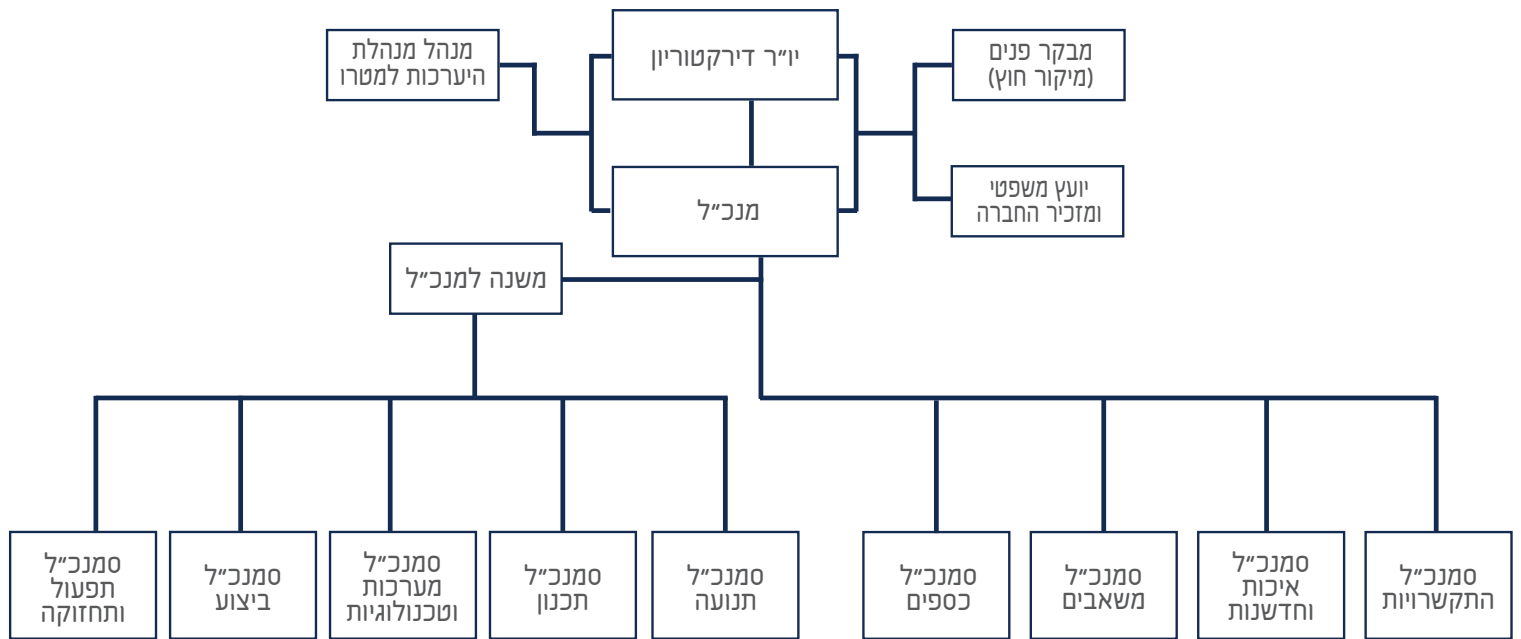 יו״ר דירקטוריון
מבקר פנים
(מיקור חוץ)
מנהל מנהלת
היערכות למטרו
מנכ״ל
יועץ משפטי
ומזכיר החברה
משנה למנכ״ל
סמנכ״ל
התקשרויות
סמנכ״ל
איכות
וחדשנות
סמנכ״ל
משאבים
סמנכ״ל
כספים
סמנכ״ל
תנועה
סמנכ״ל
תכנון
סמנכ״ל
מערכות
וטכנולוגיות
סמנכ״ל
ביצוע
סמנכ״ל
תפעול
ותחזוקה